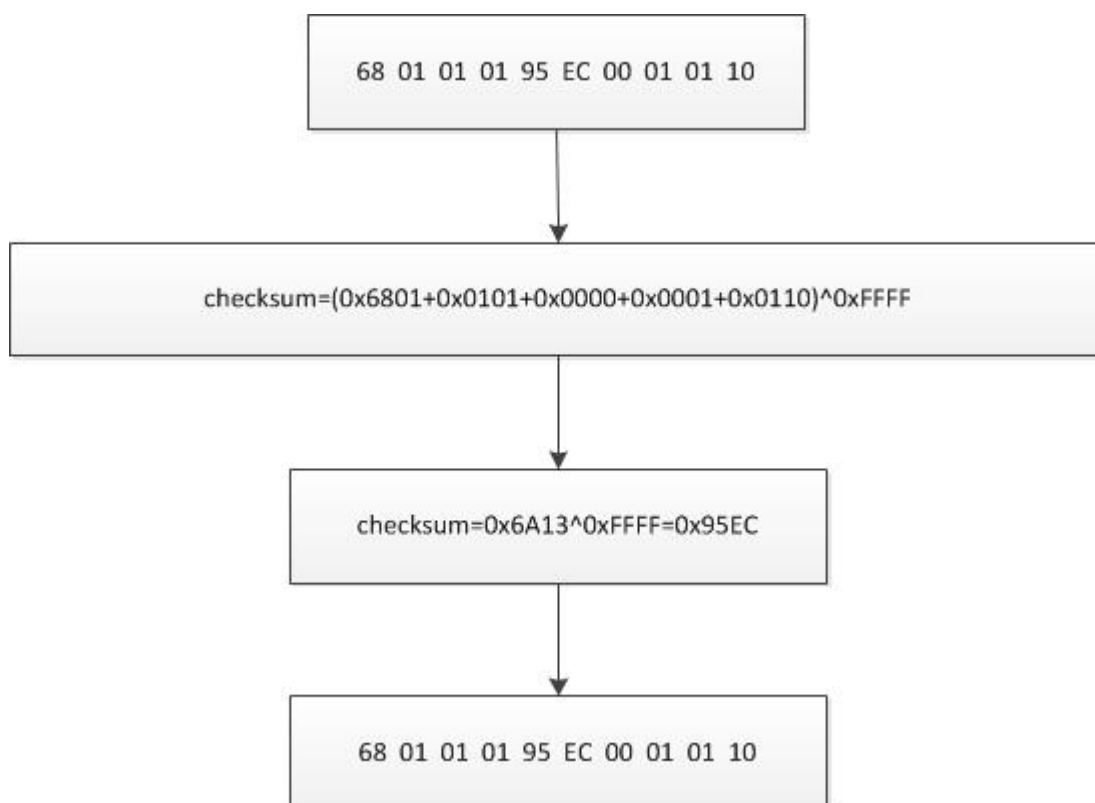 68 01 01 01 95 EC 00 01 01 10
checksum=(0x6801+0x0101+0x0000+0x0001+0x0110)^0xFFFF
checksum=0x6A13^0xFFFF=0x95EC
68 01 01 01 95 EC 00 01 01 10